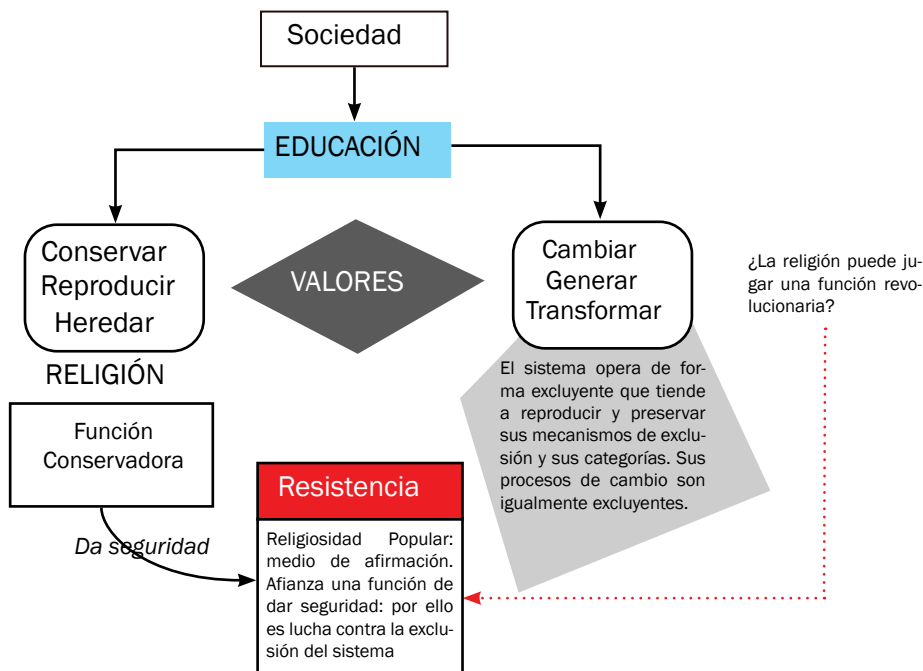 Sociedad
EDUCACIÓN
Conservar
Reproducir
Heredar
VALORES
Cambiar
Generar
Transformar
¿La religión puede ju-
gar una función revo-
lucionaria?
RELIGIÓN
El sistema opera de for-
ma excluyente que tiende
a reproducir y preservar
sus mecanismos de exclu-
sión y sus categorías. Sus
procesos de cambio son
igualmente excluyentes.
Función
Conservadora
Da seguridad
Resistencia
Religiosidad Popular:
medio de afirmación.
Afianza una función de
dar seguridad: por ello
es lucha contra la exclu-
sión del sistema